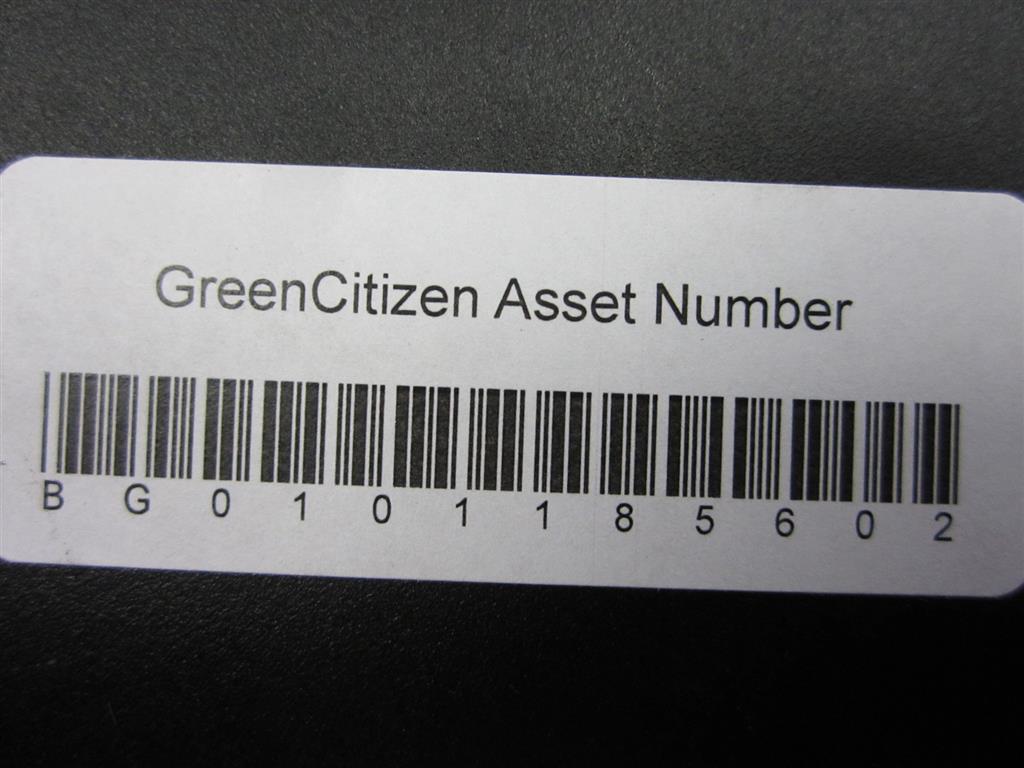 GreenCitizen Asset Number
B G 0 1 0 1 1 8 5 6 0 2